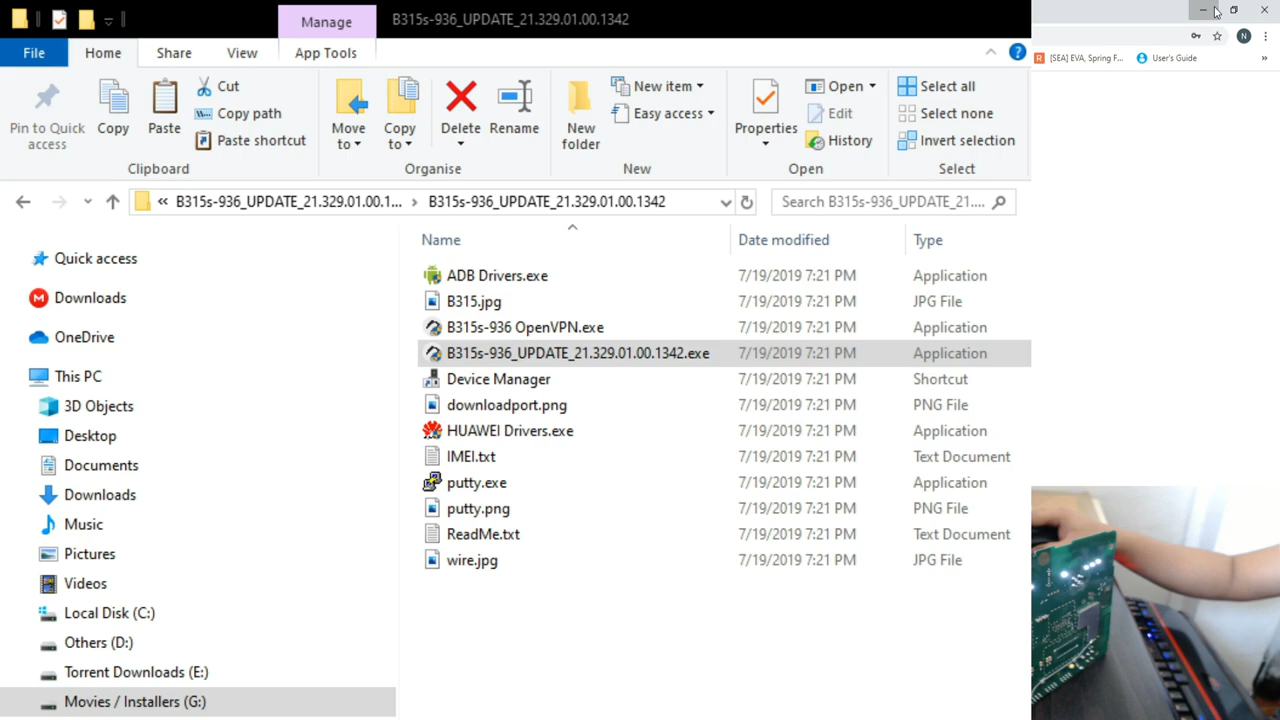 Manage
B315s-936_UPDATE_21.329.01.00.1342
File
Home
Share
View
App Tools
Pin to Quick access
Copy
Paste
Cut
Copy path
Paste shortcut
Clipboard
Move to
Copy to
Delete
Rename
Organise
New folder
New item
Easy access
New
Properties
Open
Edit
History
Open
Select all
Select none
Invert selection
Select
N
[SEA] EVA, Spring F...
User's Guide
»
« B315s-936_UPDATE_21.329.01.00.1... › B315s-936_UPDATE_21.329.01.00.1342
Search B315s-936_UPDATE_21....
Name Date modified Type
ADB Drivers.exe 7/19/2019 7:21 PM Application
B315.jpg 7/19/2019 7:21 PM JPG File
B315s-936 OpenVPN.exe 7/19/2019 7:21 PM Application
B315s-936_UPDATE_21.329.01.00.1342.exe 7/19/2019 7:21 PM Application
Device Manager 7/19/2019 7:21 PM Shortcut
downloadport.png 7/19/2019 7:21 PM PNG File
HUAWEI Drivers.exe 7/19/2019 7:21 PM Application
IMEI.txt 7/19/2019 7:21 PM Text Document
putty.exe 7/19/2019 7:21 PM Application
putty.png 7/19/2019 7:21 PM PNG File
ReadMe.txt 7/19/2019 7:21 PM Text Document
wire.jpg 7/19/2019 7:21 PM JPG File
Quick access
Downloads
OneDrive
This PC
3D Objects
Desktop
Documents
Downloads
Music
Pictures
Videos
Local Disk (C:)
Others (D:)
Torrent Downloads (E:)
Movies / Installers (G:)